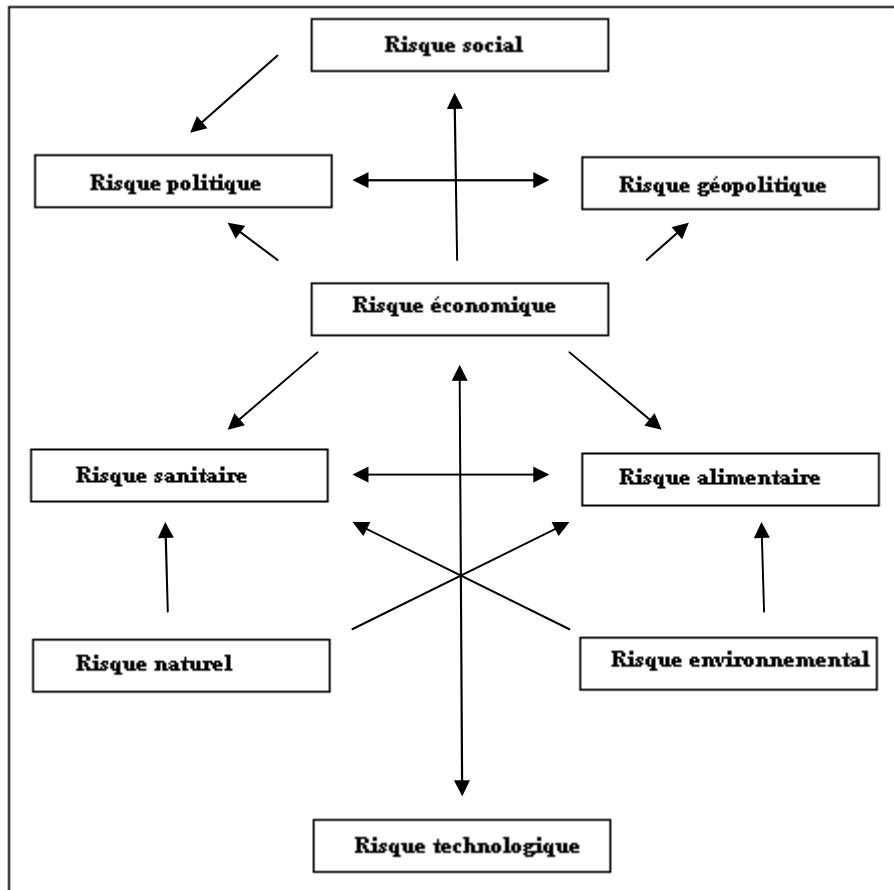 Risque social
Risque politique
Risque géopolitique
Risque économique
Risque sanitaire
Risque alimentaire
Risque naturel
Risque environnemental
Risque technologique